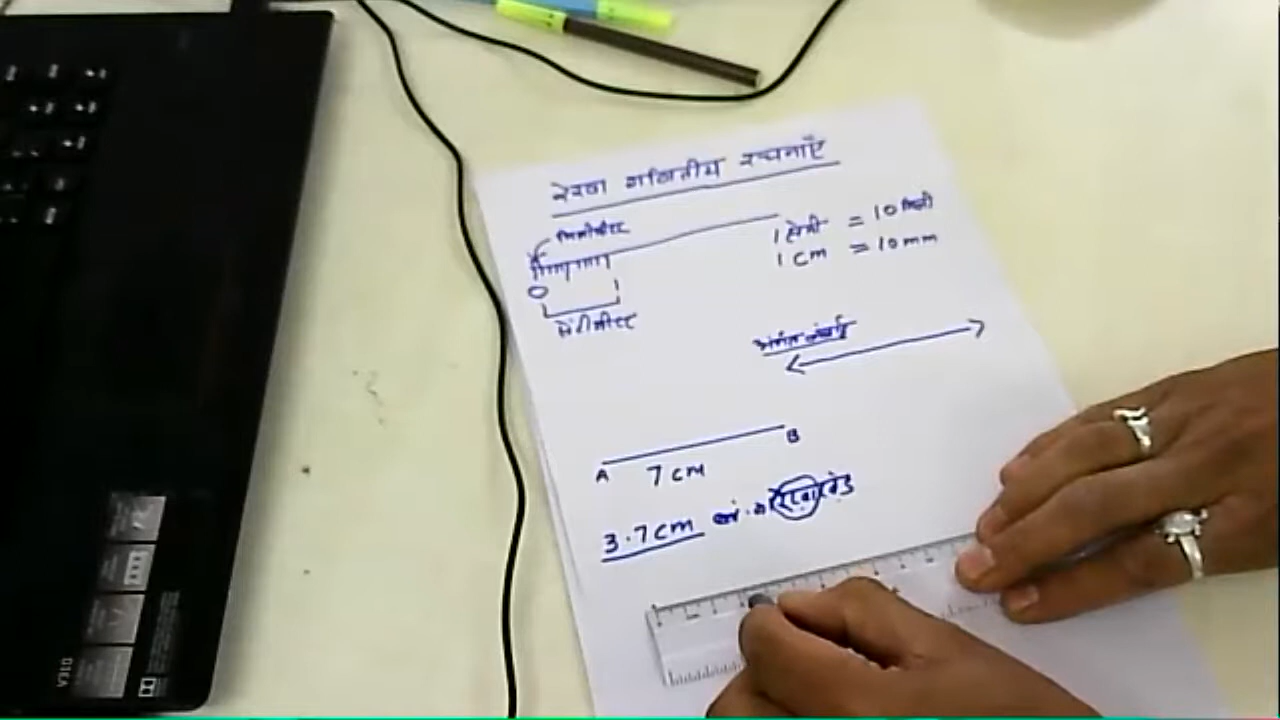 रेखा गणितीय रचनाएँ
मिलीमीटर
1 सेमी = 10 मिमी
1 cm = 10 mm
0
सेंटीमीटर
अनंत लंबाई
A B
7 cm
3.7 cm लं. का रेखाखंड